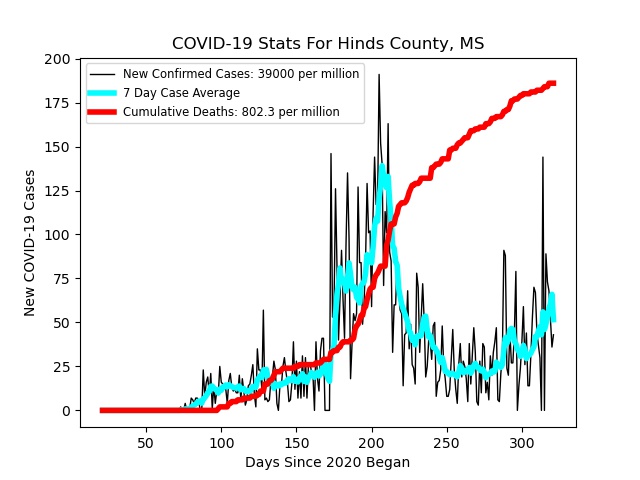 COVID-19 Stats For Hinds County, MS
New Confirmed Cases: 39000 per million
7 Day Case Average
Cumulative Deaths: 802.3 per million
New COVID-19 Cases
200
175
150
125
100
75
50
25
0
50 100 150 200 250 300
Days Since 2020 Began